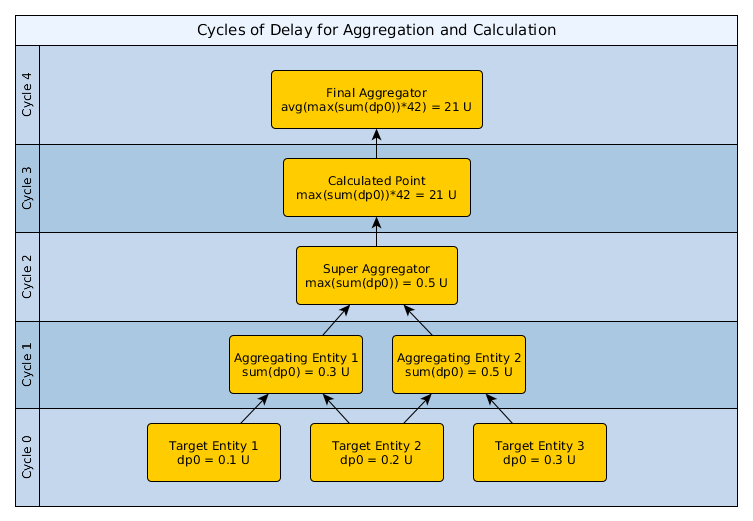 Cycles of Delay for Aggregation and Calculation
Cycle 4
Final Aggregator
avg(max(sum(dp0))*42) = 21 U
Cycle 3
Calculated Point
max(sum(dp0))*42 = 21 U
Cycle 2
Super Aggregator
max(sum(dp0)) = 0.5 U
Cycle 1
Aggregating Entity 1
sum(dp0) = 0.3 U
Aggregating Entity 2
sum(dp0) = 0.5 U
Cycle 0
Target Entity 1
dp0 = 0.1 U
Target Entity 2
dp0 = 0.2 U
Target Entity 3
dp0 = 0.3 U